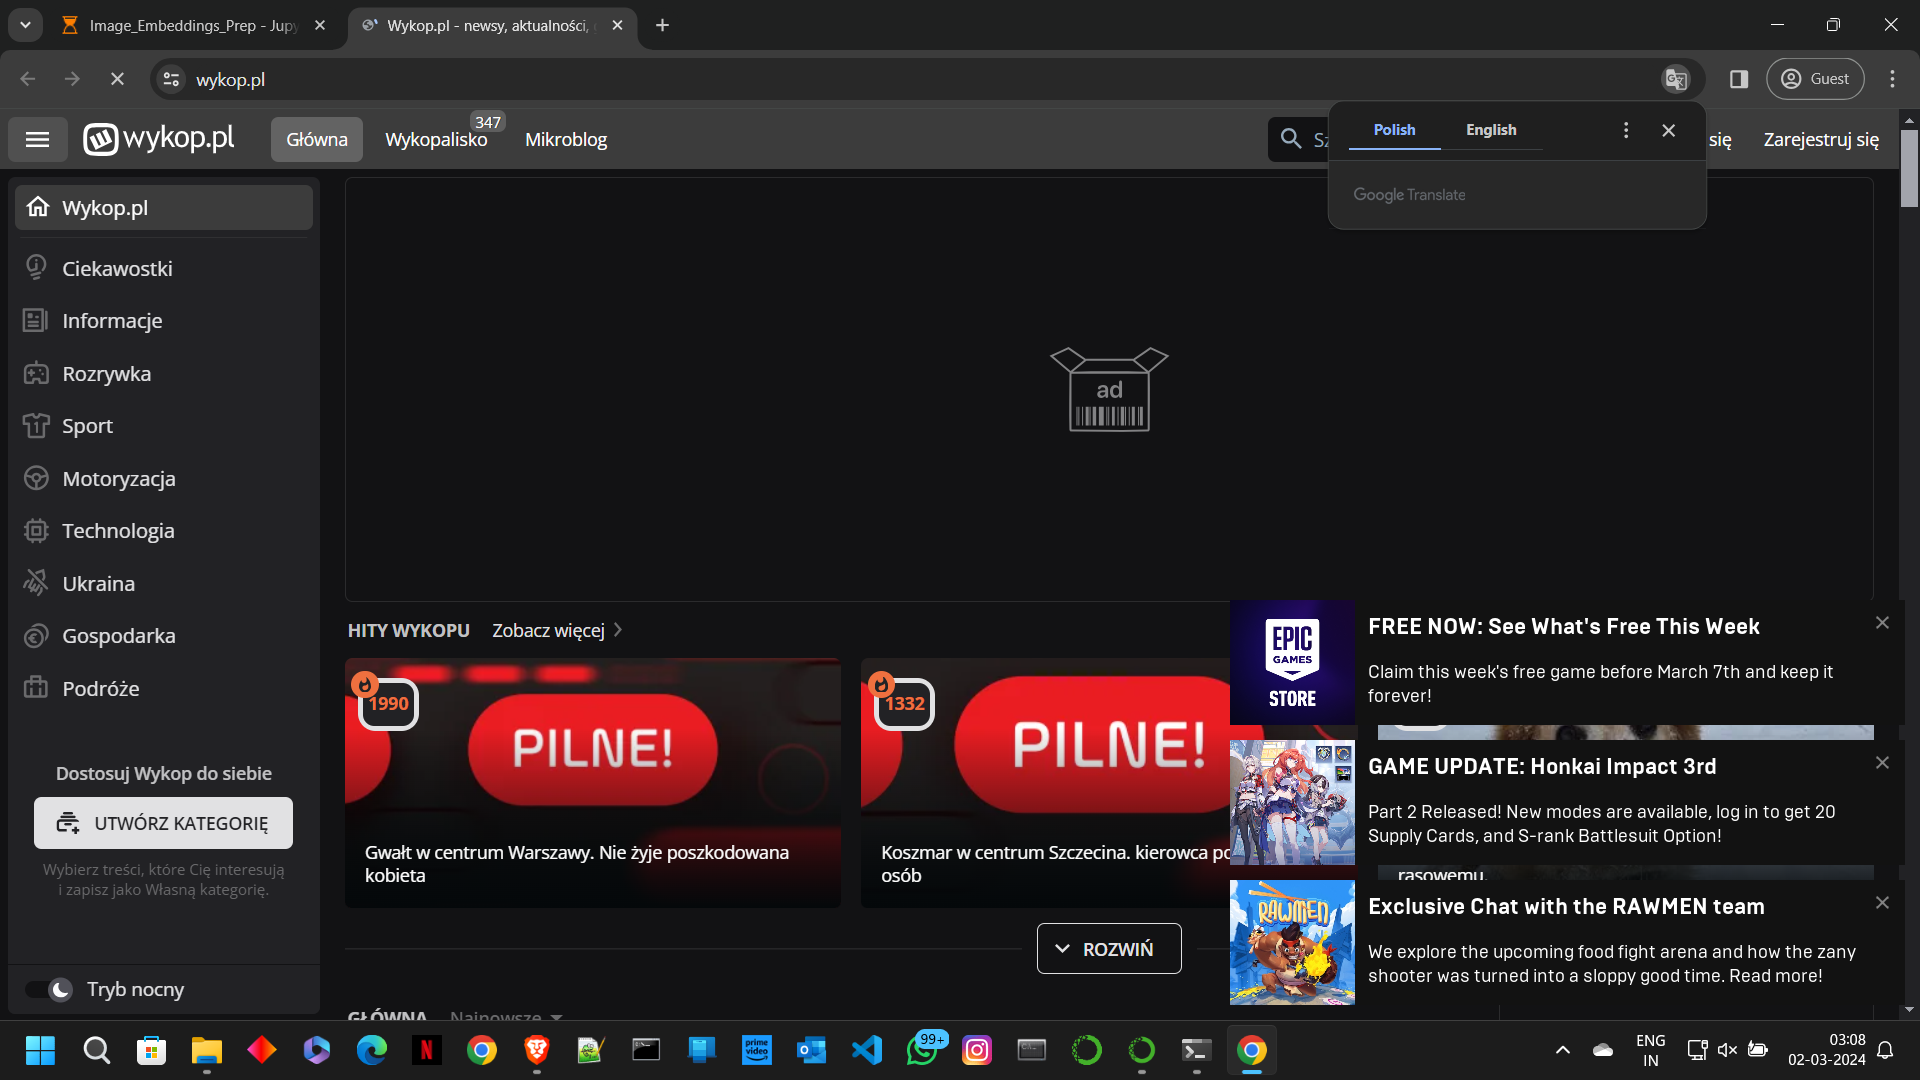 Image_Embeddings_Prep - Jupy
Wykop.pl - newsy, aktualności,
wykop.pl
Guest
wykop.pl
Główna
Wykopalisko
347
Mikroblog
Polish
English
się
Zarejestruj się
Google Translate
Wykop.pl
Ciekawostki
Informacje
Rozrywka
Sport
Motoryzacja
Technologia
Ukraina
Gospodarka
Podróże
Dostosuj Wykop do siebie
UTWÓRZ KATEGORIĘ
Wybierz treści, które Cię interesują
i zapisz jako Własną kategorię.
Tryb nocny
ad
HITY WYKOPU
Zobacz więcej
1990
PILNE!
Gwałt w centrum Warszawy. Nie żyje poszkodowana
kobieta
1332
PILNE!
Koszmar w centrum Szczecina. kierowca
osób
rasowemu.
ROZWIŃ
GŁÓWNA
Najnowsze
EPIC
GAMES
STORE
FREE NOW: See What's Free This Week
Claim this week's free game before March 7th and keep it
forever!
GAME UPDATE: Honkai Impact 3rd
Part 2 Released! New modes are available, log in to get 20
Supply Cards, and S-rank Battlesuit Option!
RAWMEN
Exclusive Chat with the RAWMEN team
We explore the upcoming food fight arena and how the zany
shooter was turned into a sloppy good time. Read more!
prime
video
99+
ENG
IN
03:08
02-03-2024